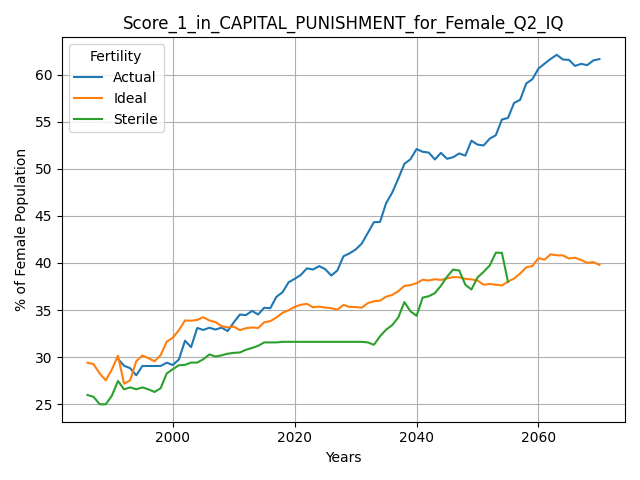 Score_1_in_CAPITAL_PUNISHMENT_for_Female_Q2_IQ
Fertility
Actual
Ideal
Sterile
% of Female Population
60
55
50
45
40
35
30
25
2000
2020
2040
2060
Years